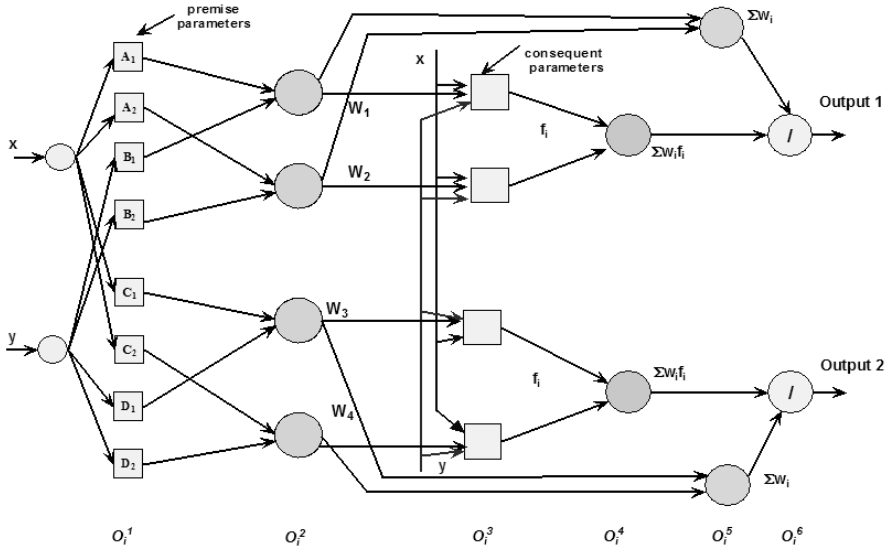 premise
parameters
A₁
A₂
B₁
B₂
C₁
C₂
D₁
D₂
x
y
W₁
W₂
W₃
W₄
x
y
consequent
parameters
fᵢ
fᵢ
Σwᵢ
Σwᵢfᵢ
Σwᵢfᵢ
Σwᵢ
/
/
Output 1
Output 2
Oᵢ¹ Oᵢ² Oᵢ³ Oᵢ⁴ Oᵢ⁵ Oᵢ⁶